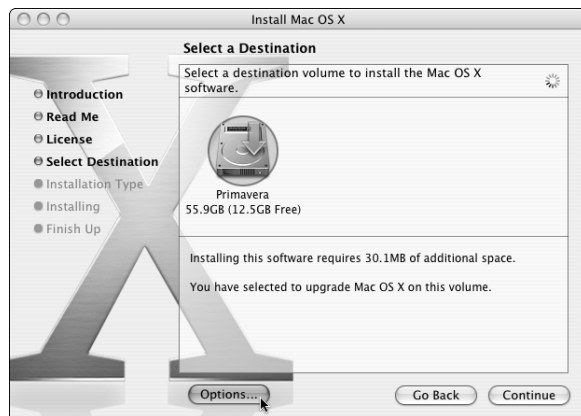 Install Mac OS X
Select a Destination
Introduction
Read Me
License
Select Destination
Installation Type
Installing
Finish Up
Select a destination volume to install the Mac OS X
software.
Primavera
55.9GB (12.5GB Free)
Installing this software requires 30.1MB of additional space.
You have selected to upgrade Mac OS X on this volume.
Options...
Go Back
Continue